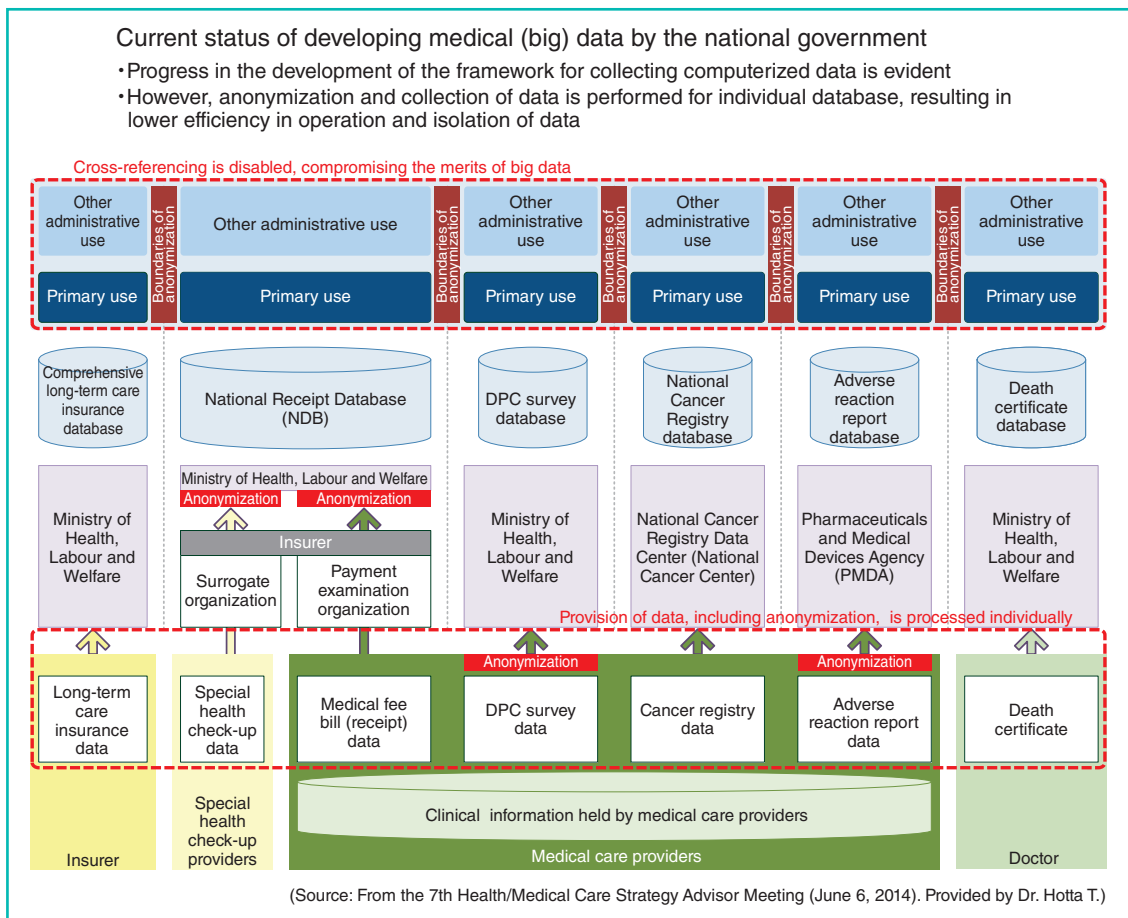 Current status of developing medical (big) data by the national government
・Progress in the development of the framework for collecting computerized data is evident
・However, anonymization and collection of data is performed for individual database, resulting in
lower efficiency in operation and isolation of data
Cross-referencing is disabled, compromising the merits of big data
Other
administrative
use
Boundaries of
anonymization
Other administrative use
Boundaries of
anonymization
Other
administrative
use
Boundaries of
anonymization
Other
administrative
use
Boundaries of
anonymization
Other
administrative
use
Boundaries of
anonymization
Other
administrative
use
Primary use
Primary use
Primary use
Primary use
Primary use
Primary use
Comprehensive
long-term care
insurance
database
National Receipt Database
(NDB)
DPC survey
database
National
Cancer
Registry
database
Adverse
reaction
report
database
Death
certificate
database
Ministry of
Health,
Labour and
Welfare
Ministry of Health, Labour and Welfare
Anonymization
Anonymization
Insurer
Surrogate
organization
Payment
examination
organization
Ministry of
Health,
Labour and
Welfare
National Cancer
Registry Data
Center (National
Cancer Center)
Pharmaceuticals
and Medical
Devices Agency
(PMDA)
Ministry of
Health,
Labour and
Welfare
Provision of data, including anonymization, is processed individually
Anonymization
Anonymization
Long-term
care
insurance
data
Special
health
check-up
data
Medical fee
bill (receipt)
data
DPC survey
data
Cancer registry
data
Adverse
reaction report
data
Death
certificate
Clinical information held by medical care providers
Insurer
Special
health
check-up
providers
Medical care providers
Doctor
(Source: From the 7th Health/Medical Care Strategy Advisor Meeting (June 6, 2014). Provided by Dr. Hotta T.)